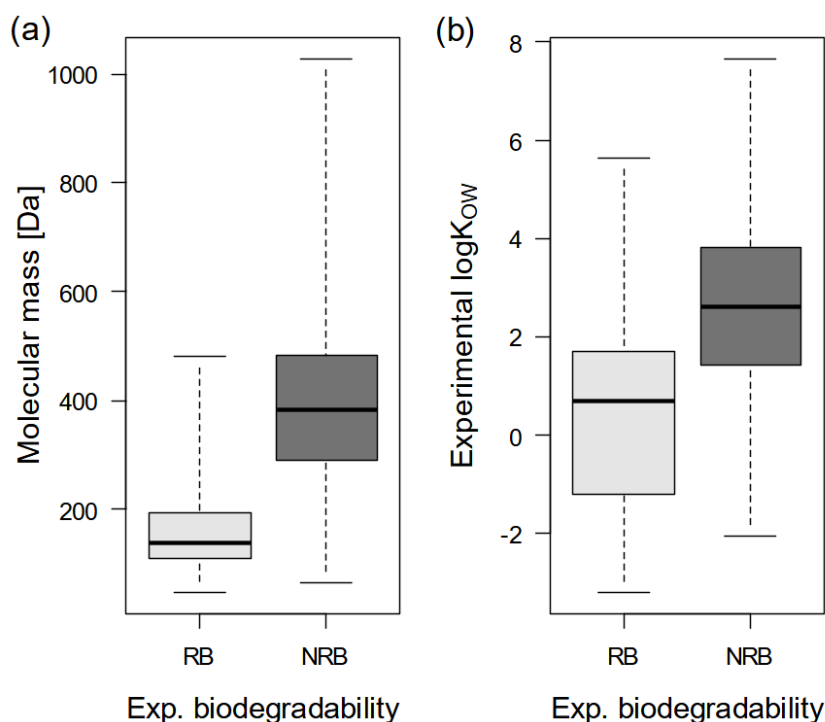 (a)
Molecular mass [Da]
1000
800
600
400
200
RB NRB
Exp. biodegradability
(b)
Experimental logKOW
8
6
4
2
0
-2
RB NRB
Exp. biodegradability